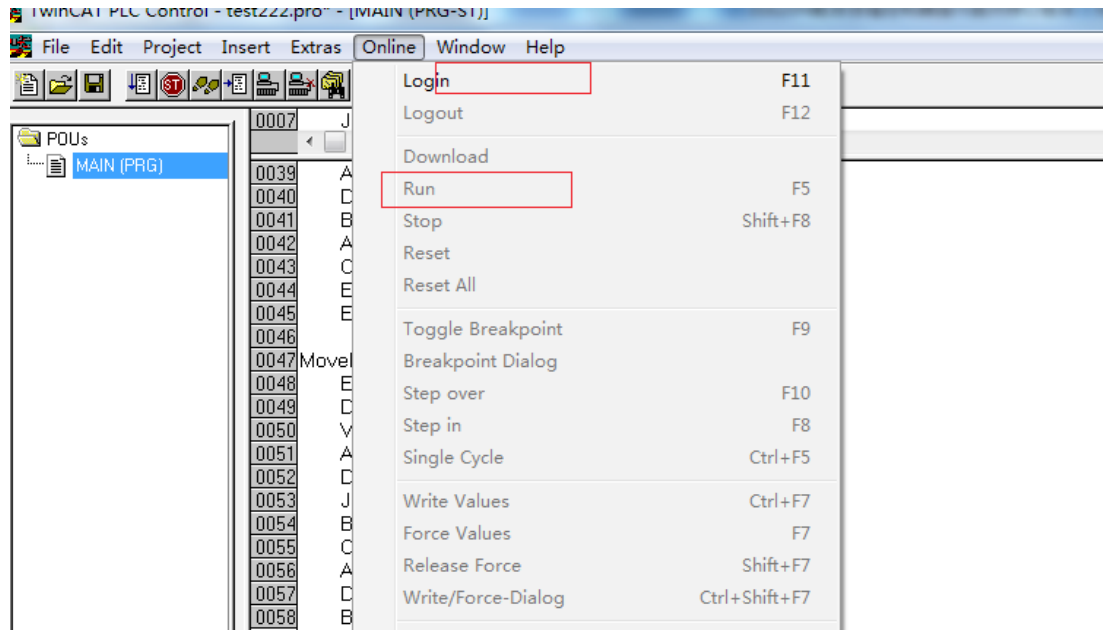 TwinCAT PLC Control - test222.pro* - [MAIN (PRG-ST)]
File Edit Project Insert Extras Online Window Help
Login F11
Logout F12
Download
Run F5
Stop Shift+F8
Reset
Reset All
Toggle Breakpoint F9
Breakpoint Dialog
Step over F10
Step in F8
Single Cycle Ctrl+F5
Write Values Ctrl+F7
Force Values F7
Release Force Shift+F7
Write/Force-Dialog Ctrl+Shift+F7
POUs
MAIN (PRG)
0007 J
0039 A
0040 D
0041 B
0042 A
0043 C
0044 E
0045 E
0046
0047 Movel
0048 E
0049 D
0050 V
0051 A
0052 D
0053 J
0054 B
0055 C
0056 A
0057 D
0058 B